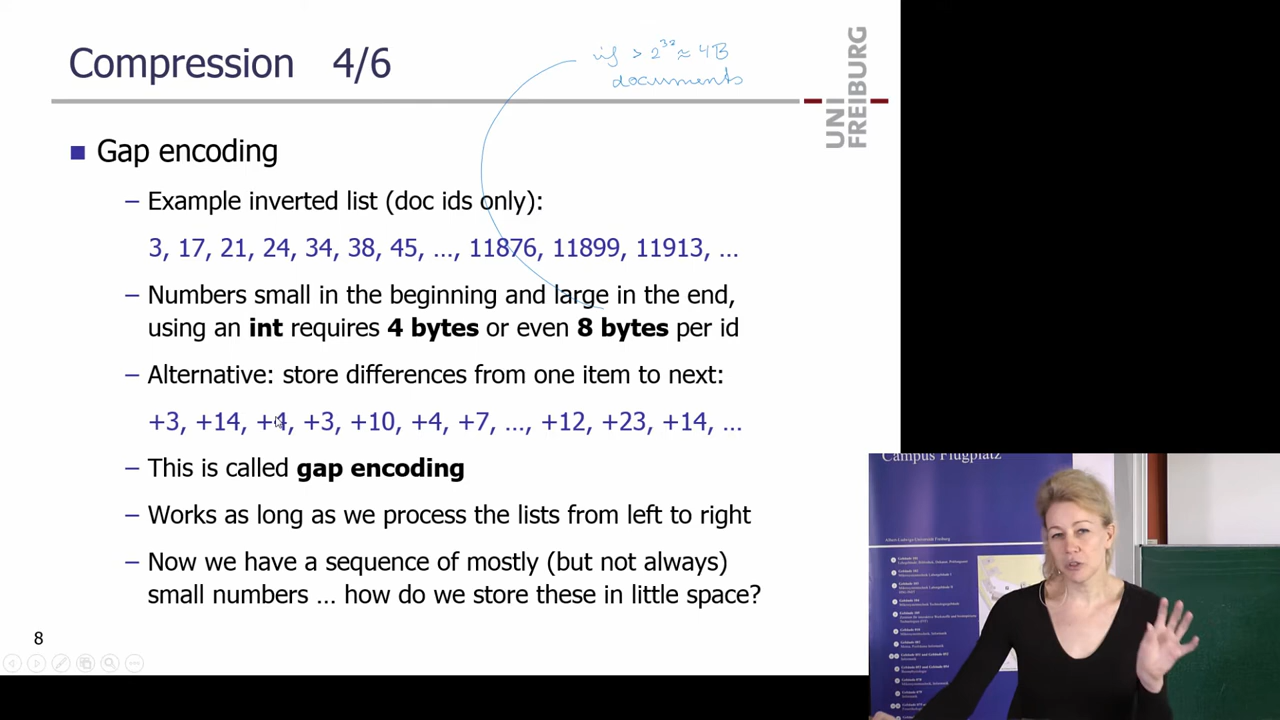 Compression 4/6
if > 2^32 ≈ 4B
documents
UNI
FREIBURG
Gap encoding
– Example inverted list (doc ids only):
3, 17, 21, 24, 34, 38, 45, …, 11876, 11899, 11913, …
– Numbers small in the beginning and large in the end,
using an int requires 4 bytes or even 8 bytes per id
– Alternative: store differences from one item to next:
+3, +14, +4, +3, +10, +4, +7, …, +12, +23, +14, …
– This is called gap encoding
– Works as long as we process the lists from left to right
– Now we have a sequence of mostly (but not always)
small numbers … how do we store these in little space?
8
Campus Flugplatz